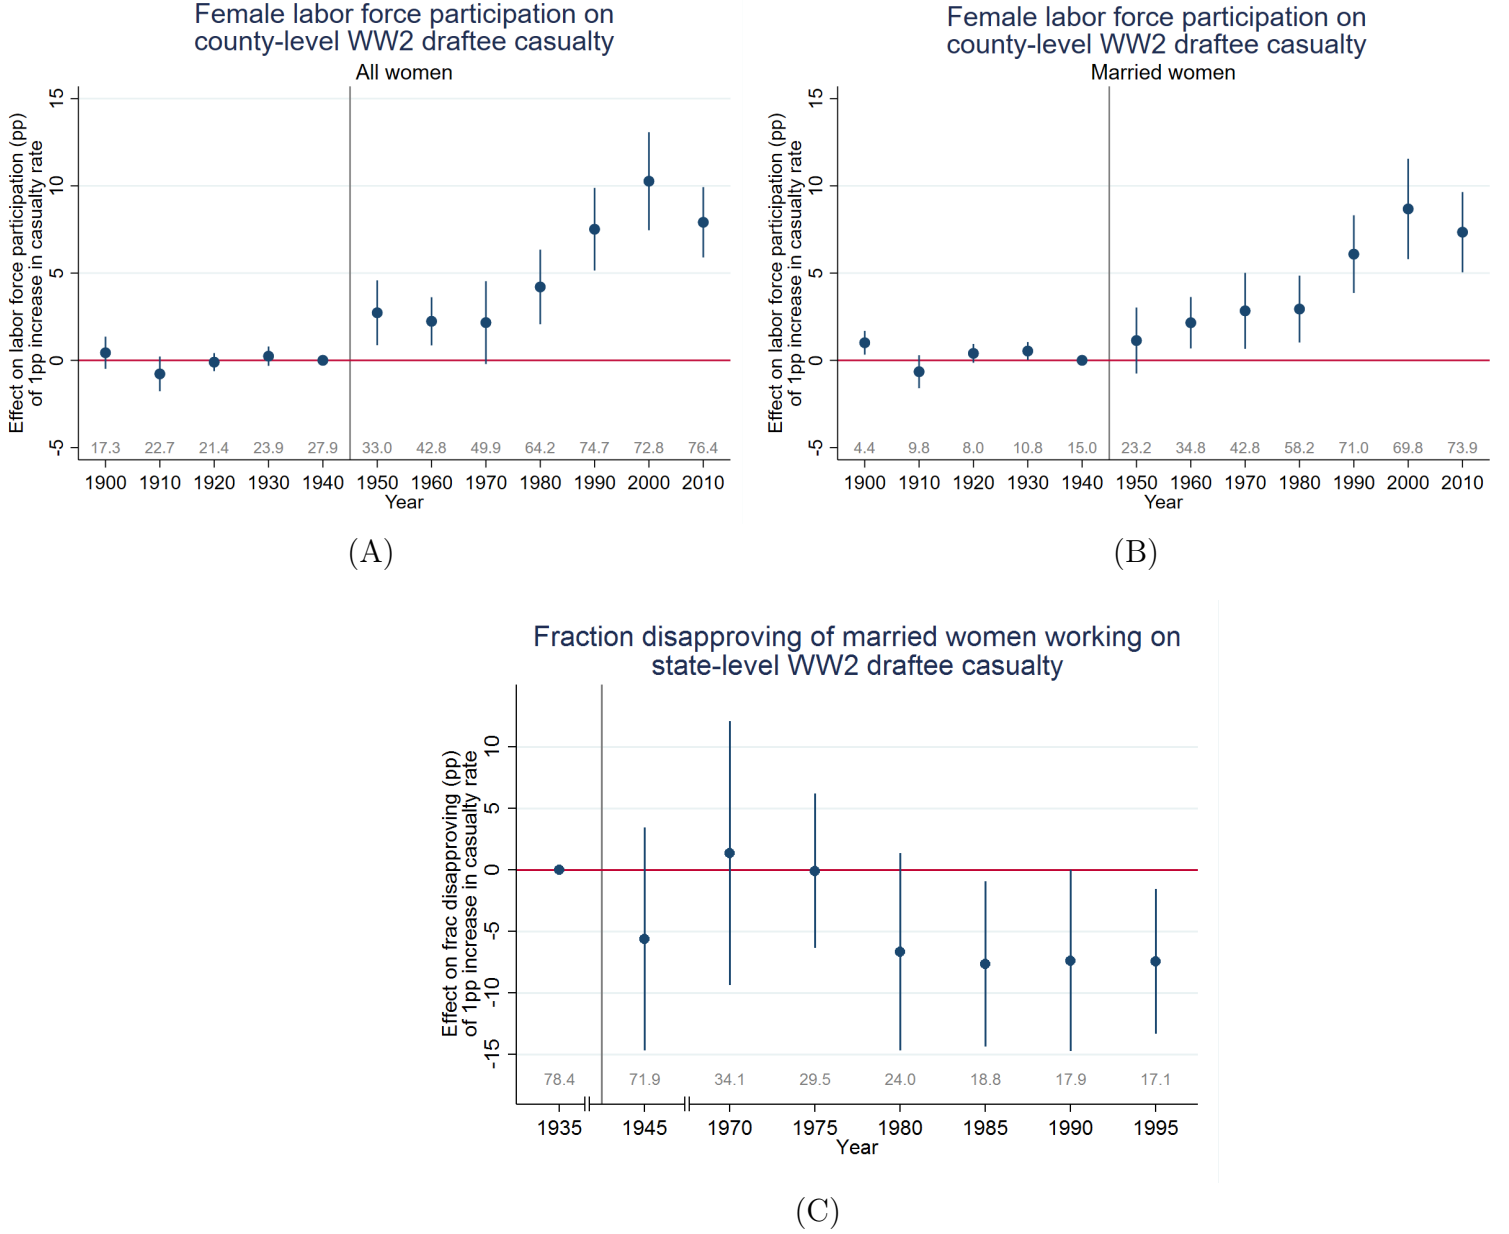 Female labor force participation on
county-level WW2 draftee casualty
All women
Effect on labor force participation (pp)
of 1pp increase in casualty rate
15
10
5
0
-5
17.3 22.7 21.4 23.9 27.9 33.0 42.8 49.9 64.2 74.7 72.8 76.4
1900 1910 1920 1930 1940 1950 1960 1970 1980 1990 2000 2010
Year
(A)
Female labor force participation on
county-level WW2 draftee casualty
Married women
Effect on labor force participation (pp)
of 1pp increase in casualty rate
15
10
5
0
-5
4.4 9.8 8.0 10.8 15.0 23.2 34.8 42.8 58.2 71.0 69.8 73.9
1900 1910 1920 1930 1940 1950 1960 1970 1980 1990 2000 2010
Year
(B)
Fraction disapproving of married women working on
state-level WW2 draftee casualty
Effect on frac disapproving (pp)
of 1pp increase in casualty rate
10
5
0
-5
-10
-15
78.4 71.9 34.1 29.5 24.0 18.8 17.9 17.1
1935 1945 1970 1975 1980 1985 1990 1995
Year
(C)